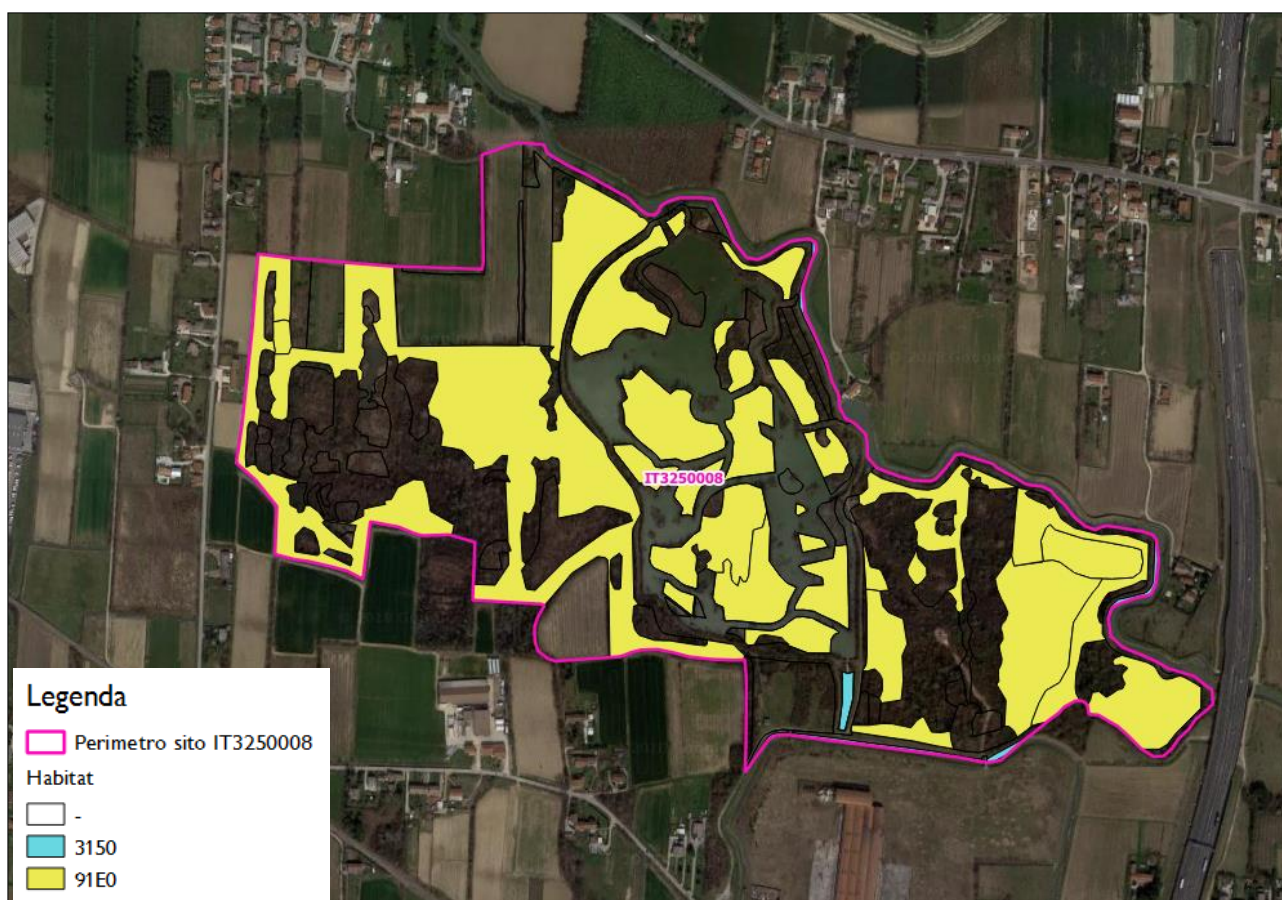 IT3250008
Legenda
Perimetro sito IT3250008
Habitat
-
3150
91E0